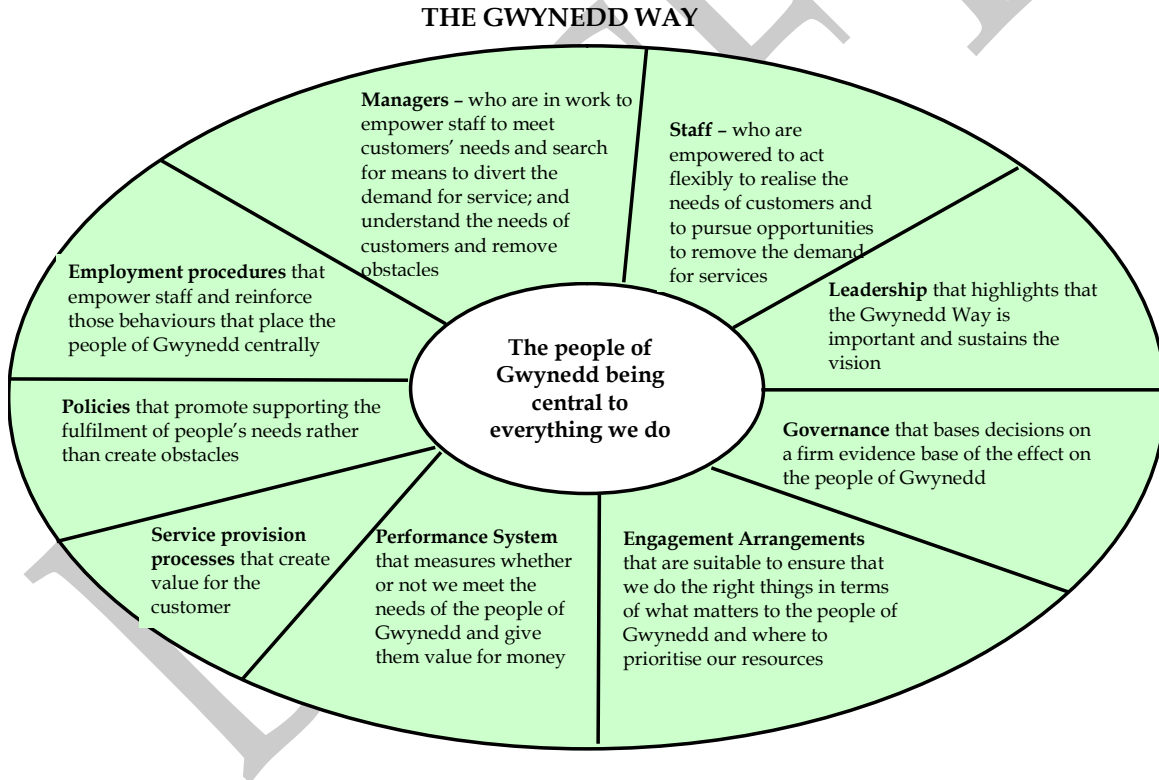 THE GWYNEDD WAY
Managers – who are in work to
empower staff to meet
customers' needs and search
for means to divert the
demand for service; and
understand the needs of
customers and remove
obstacles
Staff – who are
empowered to act
flexibly to realise the
needs of customers and
to pursue opportunities
to remove the demand
for services
Leadership that highlights that
the Gwynedd Way is
important and sustains the
vision
Governance that bases decisions on
a firm evidence base of the effect on
the people of Gwynedd
Engagement Arrangements
that are suitable to ensure that
we do the right things in terms
of what matters to the people of
Gwynedd and where to
prioritise our resources
Performance System
that measures whether
or not we meet the
needs of the people of
Gwynedd and give
them value for money
Service provision
processes that create
value for the
customer
Policies that promote supporting the
fulfilment of people's needs rather
than create obstacles
Employment procedures that
empower staff and reinforce
those behaviours that place the
people of Gwynedd centrally
The people of
Gwynedd being
central to
everything we do